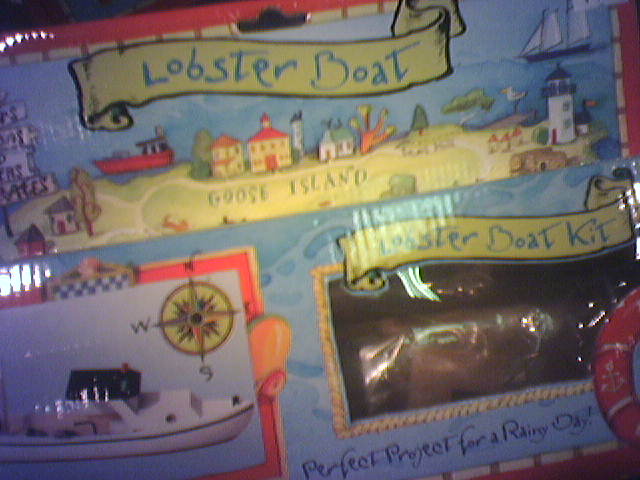 Lobster Boat
GOOSE ISLAND
Lobster Boat Kit
N
W
S
Perfect Project for a Rainy Day!